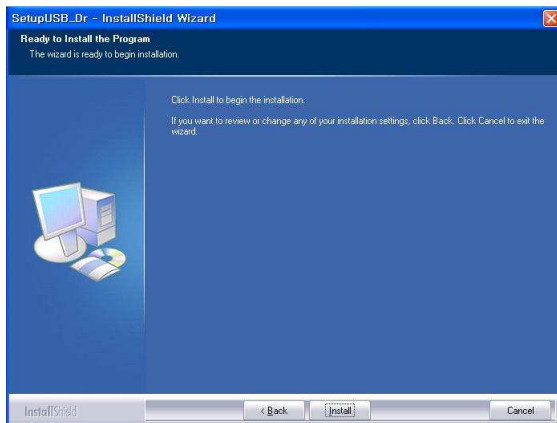 SetupUSB_Dr - InstallShield Wizard
Ready to Install the Program
The wizard is ready to begin installation.
Click Install to begin the installation.
If you want to review or change any of your installation settings, click Back. Click Cancel to exit the
wizard.
InstallShield
< Back Install Cancel